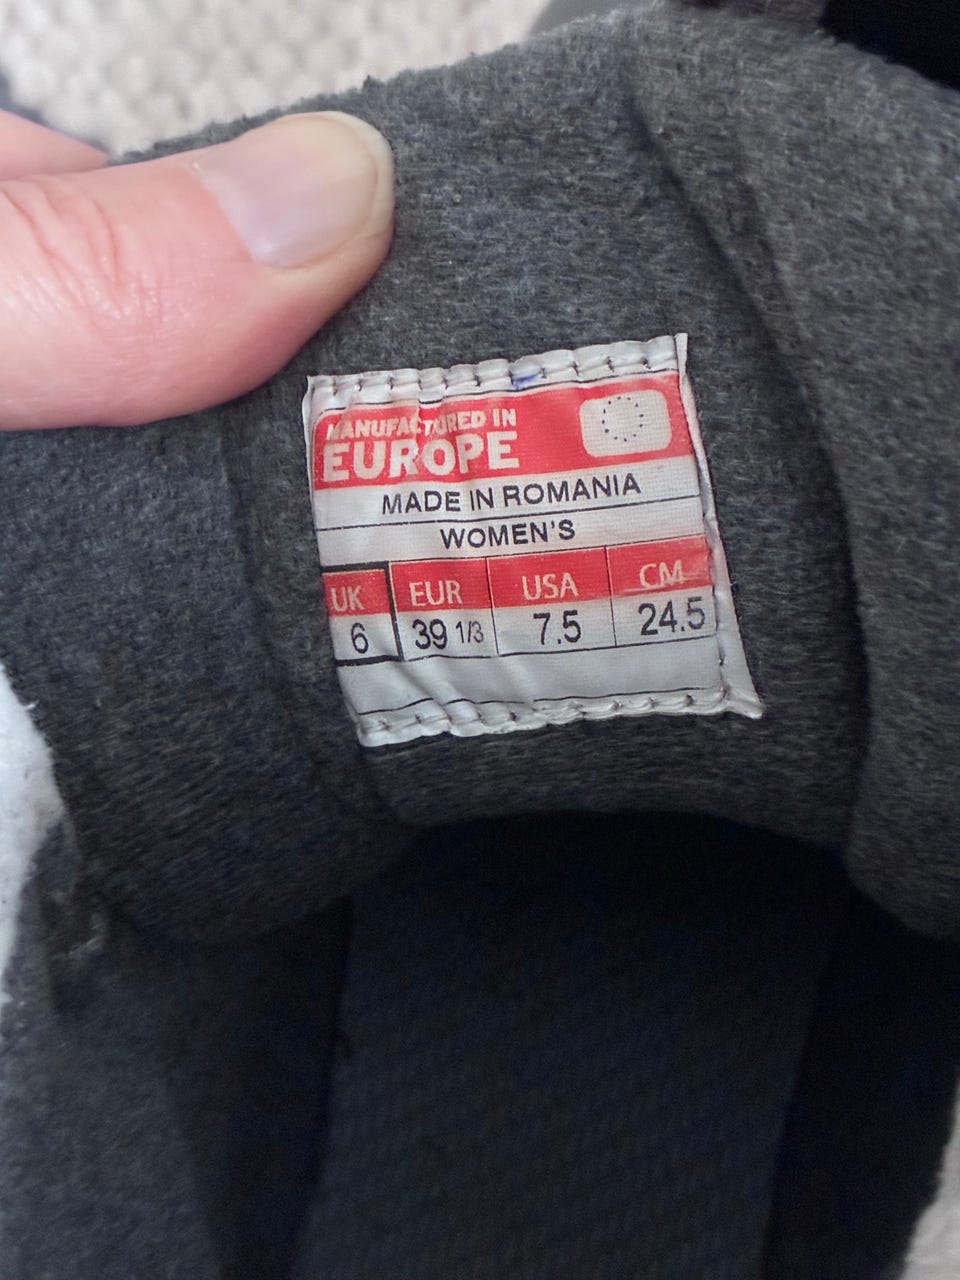 MANUFACTURED IN
EUROPE
MADE IN ROMANIA
WOMEN'S
UK EUR USA CM
6 39 1/3 7.5 24.5